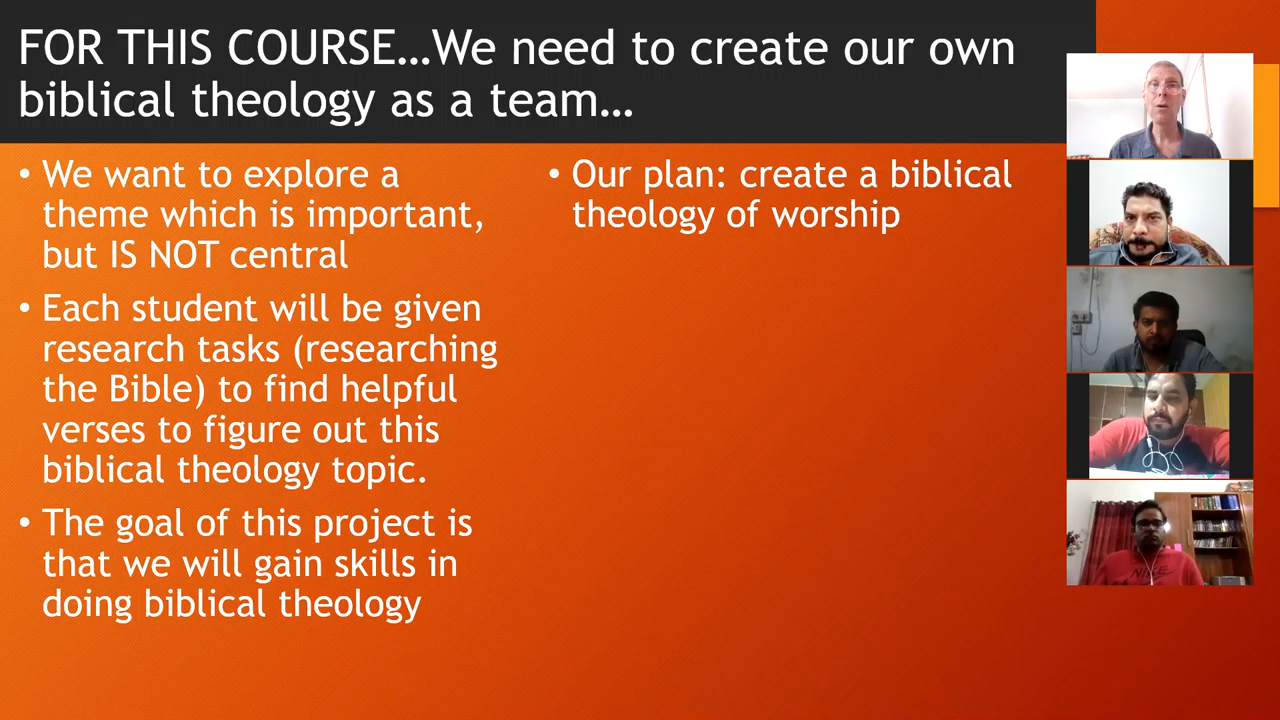 FOR THIS COURSE…We need to create our own
biblical theology as a team…
• We want to explore a
theme which is important,
but IS NOT central
• Each student will be given
research tasks (researching
the Bible) to find helpful
verses to figure out this
biblical theology topic.
• The goal of this project is
that we will gain skills in
doing biblical theology
• Our plan: create a biblical
theology of worship
NIKE